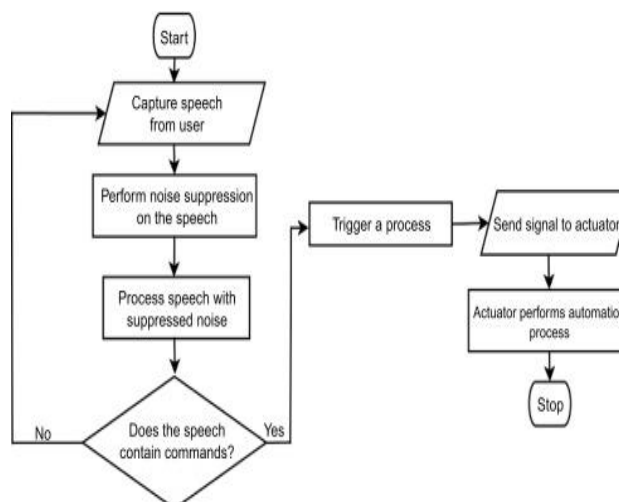 Start
Capture speech
from user
Perform noise suppression
on the speech
Process speech with
suppressed noise
Does the speech
contain commands?
No
Yes
Trigger a process
Send signal to actuator
Actuator performs automation
process
Stop